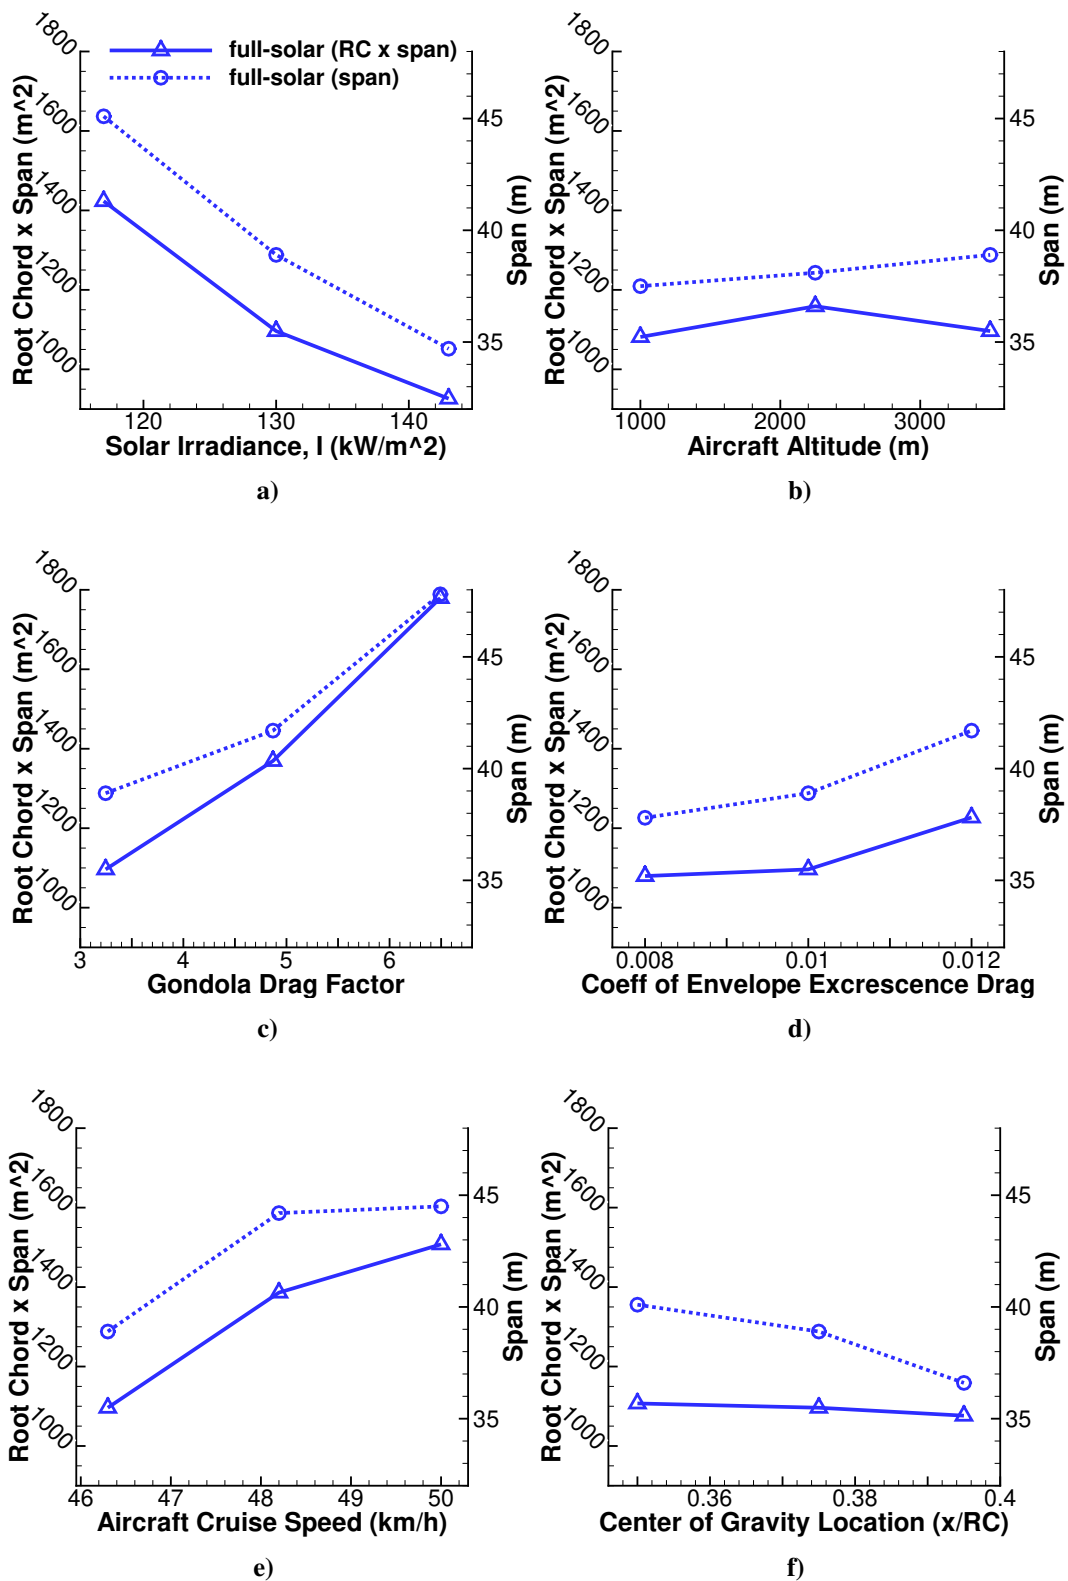 full-solar (RC x span)
full-solar (span)
Root Chord x Span (m^2)
1800
1600
1400
1200
1000
45
40
35
Span (m)
120
130
140
Solar Irradiance, I (kW/m^2)
a)
Root Chord x Span (m^2)
1800
1600
1400
1200
1000
45
40
35
Span (m)
1000
2000
3000
Aircraft Altitude (m)
b)
Root Chord x Span (m^2)
1800
1600
1400
1200
1000
45
40
35
Span (m)
3
4
5
6
Gondola Drag Factor
c)
Root Chord x Span (m^2)
1800
1600
1400
1200
1000
45
40
35
Span (m)
0.008
0.01
0.012
Coeff of Envelope Excrescence Drag
d)
Root Chord x Span (m^2)
1800
1600
1400
1200
1000
45
40
35
Span (m)
46
47
48
49
50
Aircraft Cruise Speed (km/h)
e)
Root Chord x Span (m^2)
1800
1600
1400
1200
1000
45
40
35
Span (m)
0.36
0.38
0.4
Center of Gravity Location (x/RC)
f)